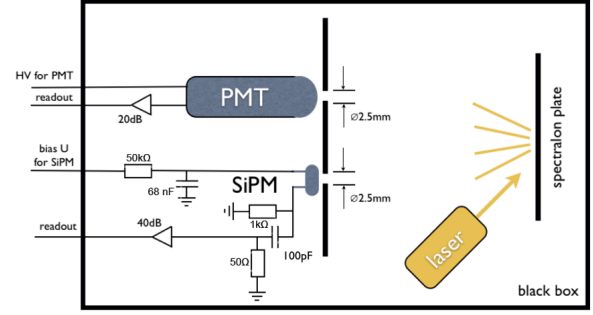 HV for PMT
readout
20dB
PMT
⌀2.5mm
bias U
for SiPM
50kΩ
68 nF
SiPM
⌀2.5mm
1kΩ
readout
40dB
100pF
50Ω
laser
spectralon plate
black box